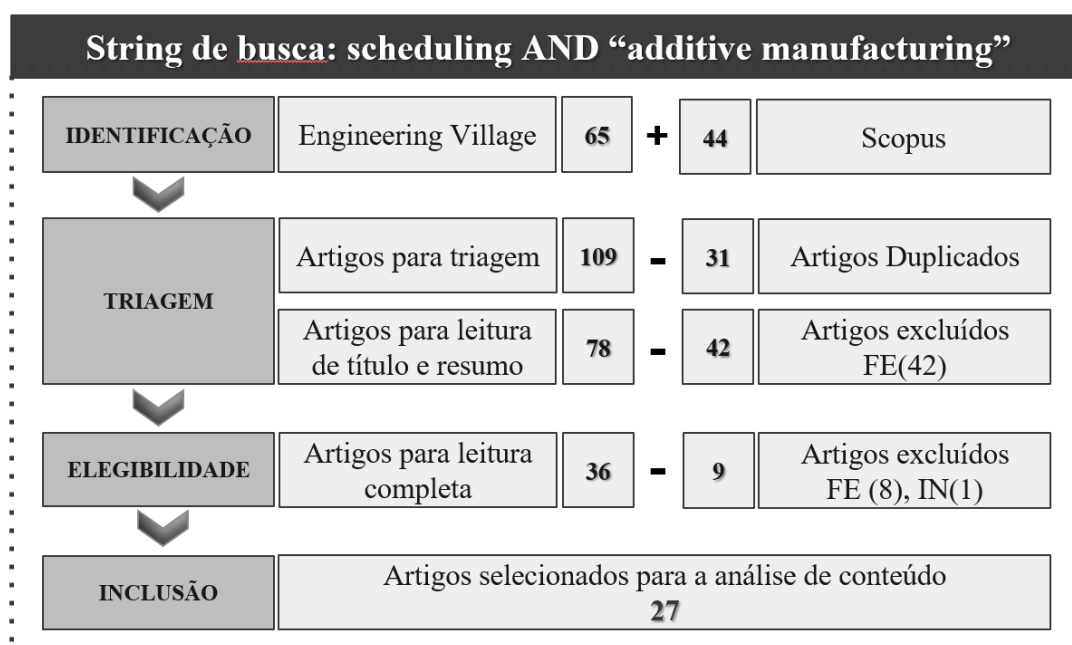 String de busca: scheduling AND “additive manufacturing”
IDENTIFICAÇÃO
Engineering Village
65
+
44
Scopus
TRIAGEM
Artigos para triagem
109
-
31
Artigos Duplicados
Artigos para leitura
de título e resumo
78
-
42
Artigos excluídos
FE(42)
ELEGIBILIDADE
Artigos para leitura
completa
36
-
9
Artigos excluídos
FE (8), IN(1)
INCLUSÃO
Artigos selecionados para a análise de conteúdo
27